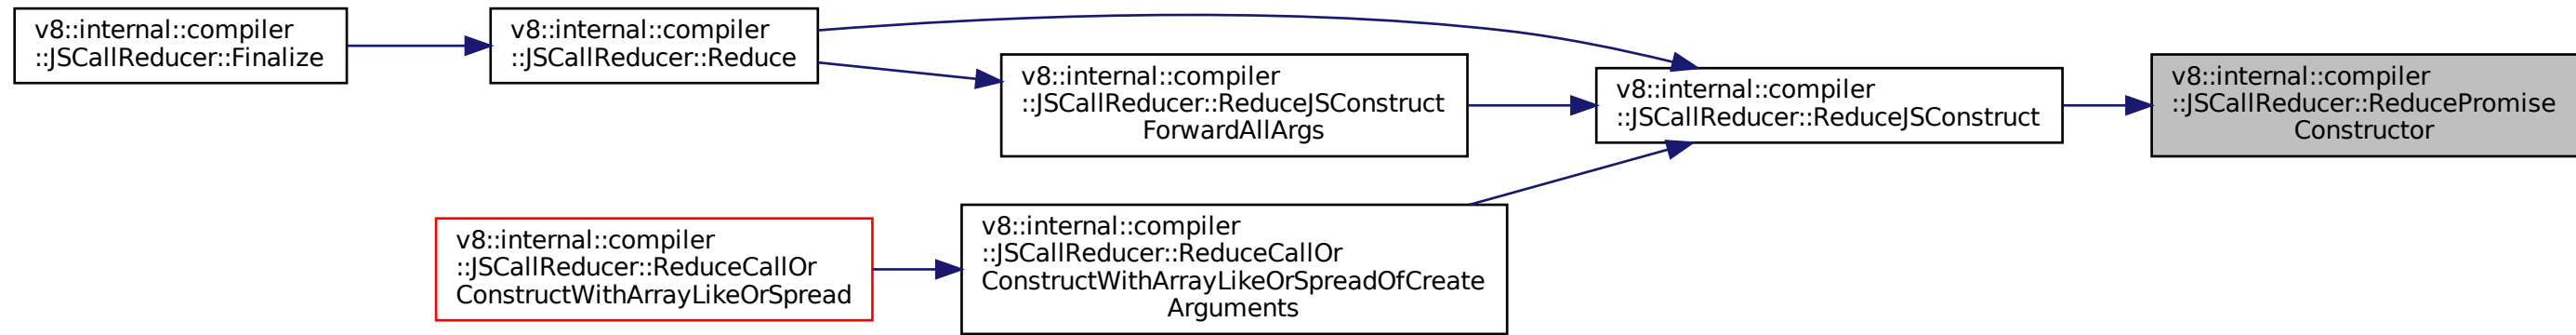 v8::internal::compiler
::JSCallReducer::Finalize
v8::internal::compiler
::JSCallReducer::Reduce
v8::internal::compiler
::JSCallReducer::ReduceJSConstruct
ForwardAllArgs
v8::internal::compiler
::JSCallReducer::ReduceJSConstruct
v8::internal::compiler
::JSCallReducer::ReducePromise
Constructor
v8::internal::compiler
::JSCallReducer::ReduceCallOr
ConstructWithArrayLikeOrSpread
v8::internal::compiler
::JSCallReducer::ReduceCallOr
ConstructWithArrayLikeOrSpreadOfCreate
Arguments